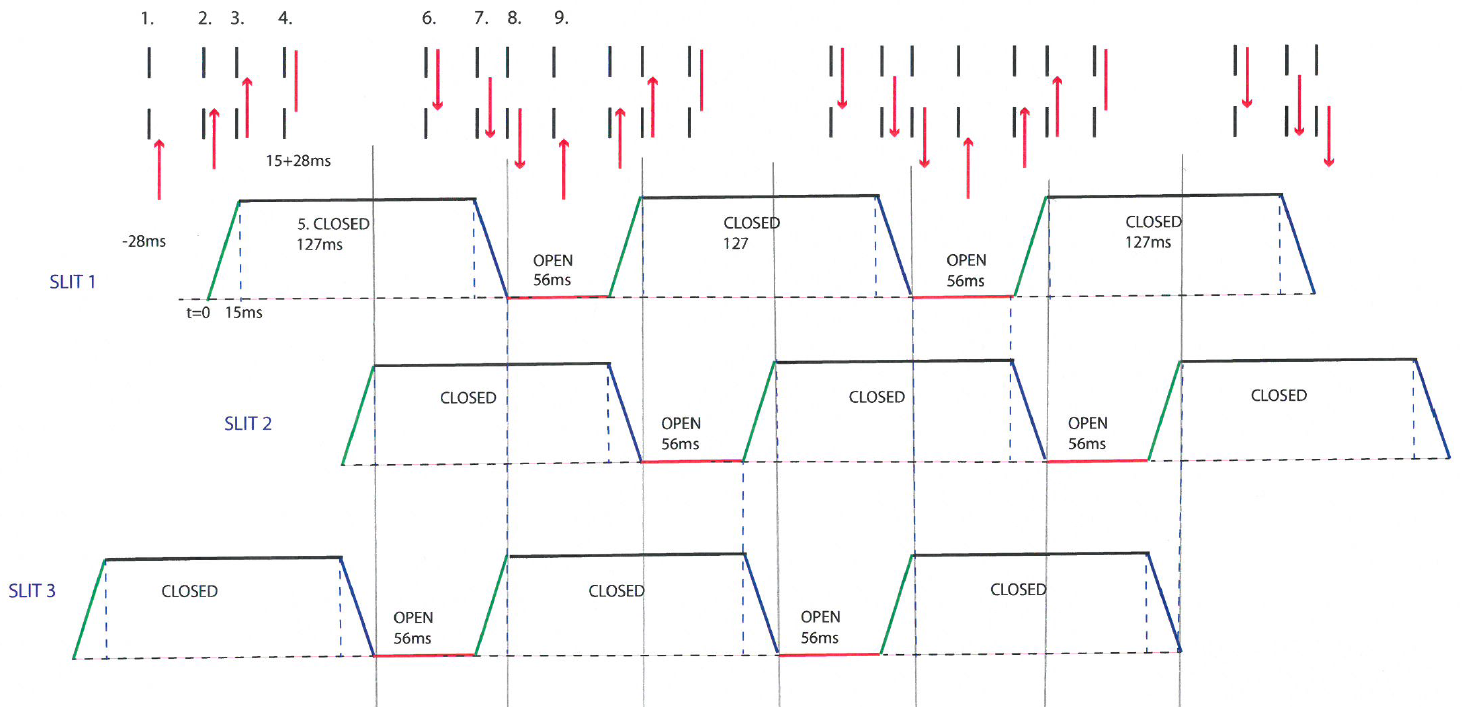 1. 2. 3. 4. 6. 7. 8. 9.
15+28ms
5. CLOSED
127ms
CLOSED
127
CLOSED
127ms
-28ms
OPEN
56ms
OPEN
56ms
SLIT 1
t=0 15ms
CLOSED
CLOSED
CLOSED
SLIT 2
OPEN
56ms
OPEN
56ms
SLIT 3
CLOSED
CLOSED
CLOSED
OPEN
56ms
OPEN
56ms